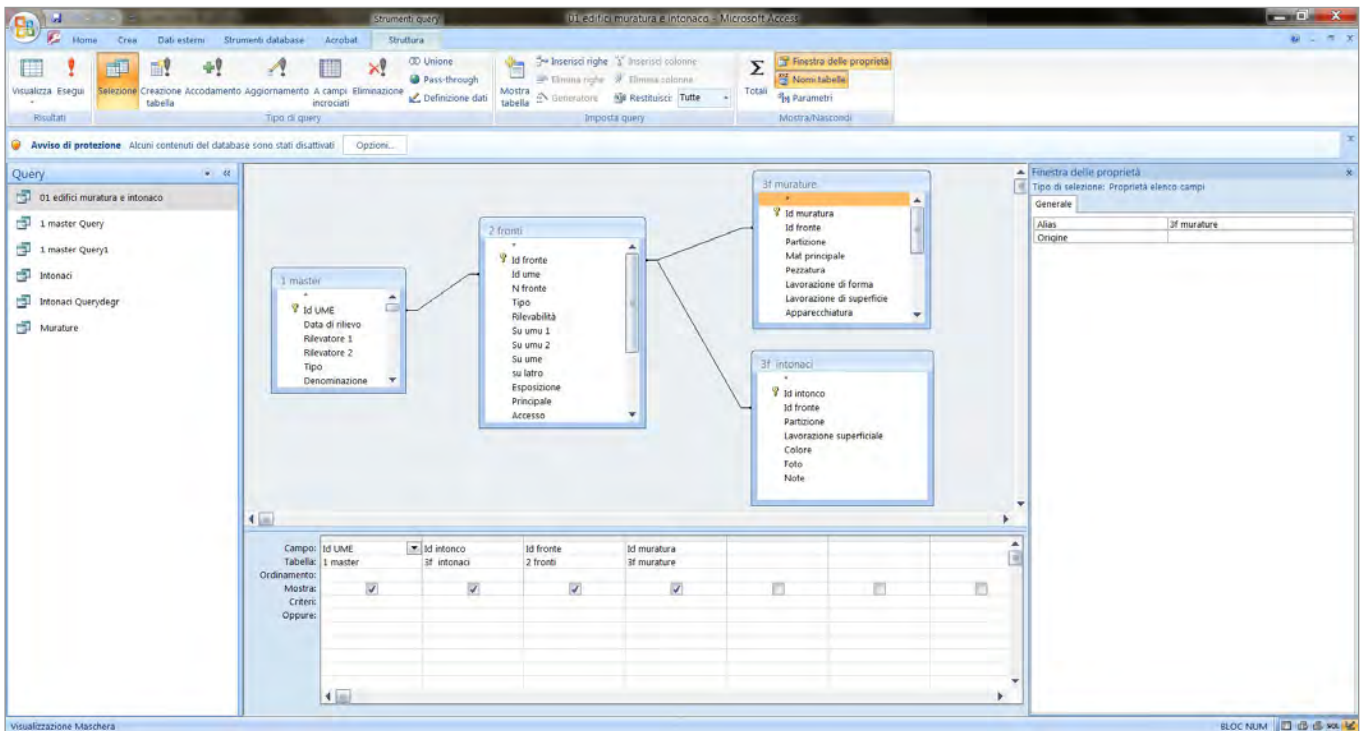 Strumenti query
01 edifici muratura e intonaco - Microsoft Access
Home Crea Dati esterni Strumenti database Acrobat Struttura
Visualizza Esegui
Risultati
Selezione Creazione tabella Accodamento Aggiornamento A campi incrociati Eliminazione
Unione
Pass-through
Definizione dati
Tipo di query
Mostra tabella
Inserisci righe Inserisci colonne
Elimina righe Elimina colonne
Generatore Restituisci: Tutte
Imposta query
Σ
Totali
Finestra delle proprietà
Nomi tabelle
Parametri
Mostra/Nascondi
Avviso di protezione Alcuni contenuti del database sono stati disattivati Opzioni...
Query
01 edifici muratura e intonaco
1 master Query
1 master Query1
Intonaci
Intonaci Querydegr
Murature
1 master
*
Id UME
Data di rilievo
Rilevatore 1
Rilevatore 2
Tipo
Denominazione
2 fronti
*
Id fronte
Id ume
N fronte
Tipo
Rilevabilità
Su umu 1
Su umu 2
Su ume
su latro
Esposizione
Principale
Accesso
3f murature
*
Id muratura
Id fronte
Partizione
Mat principale
Pezzatura
Lavorazione di forma
Lavorazione di superficie
Apparecchiatura
3f intonaci
*
Id intonco
Id fronte
Partizione
Lavorazione superficiale
Colore
Foto
Note
Finestra delle proprietà
Tipo di selezione: Proprietà elenco campi
Generale
Alias 3f murature
Origine
Campo: Id UME Id intonco Id fronte Id muratura
Tabella: 1 master 3f intonaci 2 fronti 3f murature
Ordinamento:
Mostra:
Criteri:
Oppure:
Visualizzazione Maschera
BLOC NUM
SQL